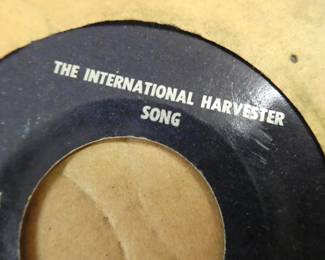 THE INTERNATIONAL HARVESTER
SONG